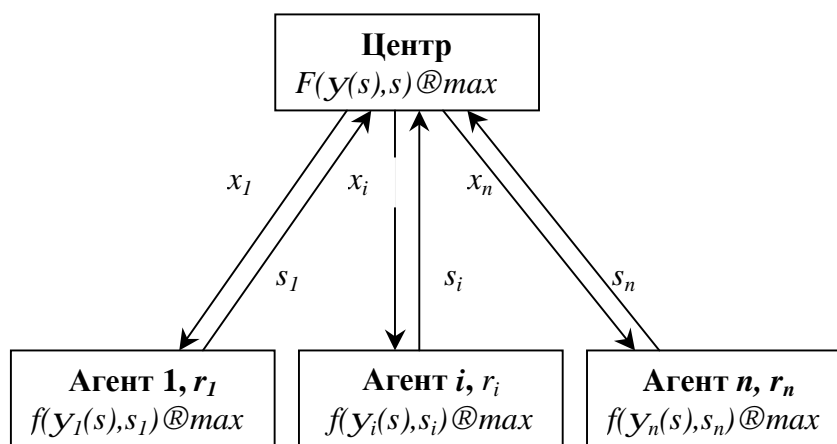 Центр
F(y(s),s)®max
x₁ xᵢ xₙ
s₁ sᵢ sₙ
Агент 1, r₁ Агент i, rᵢ Агент n, rₙ
f(y₁(s),s₁)®max f(yᵢ(s),sᵢ)®max f(yₙ(s),sₙ)®max